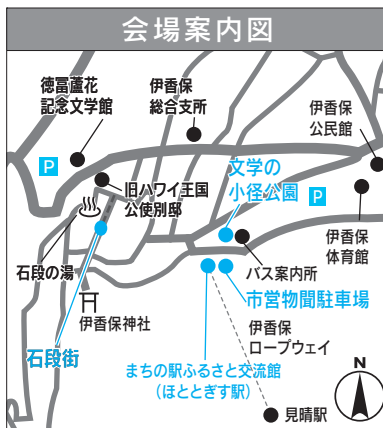 会場案内図
徳冨蘆花
記念文学館
伊香保
総合支所
伊香保
公民館
P
文学の
小径公園
P
旧ハワイ王国
公使別邸
石段の湯
伊香保
体育館
バス案内所
市営物聞駐車場
伊香保神社
伊香保
ロープウェイ
石段街
まちの駅ふるさと交流館
(ほととぎす駅)
N
見晴駅